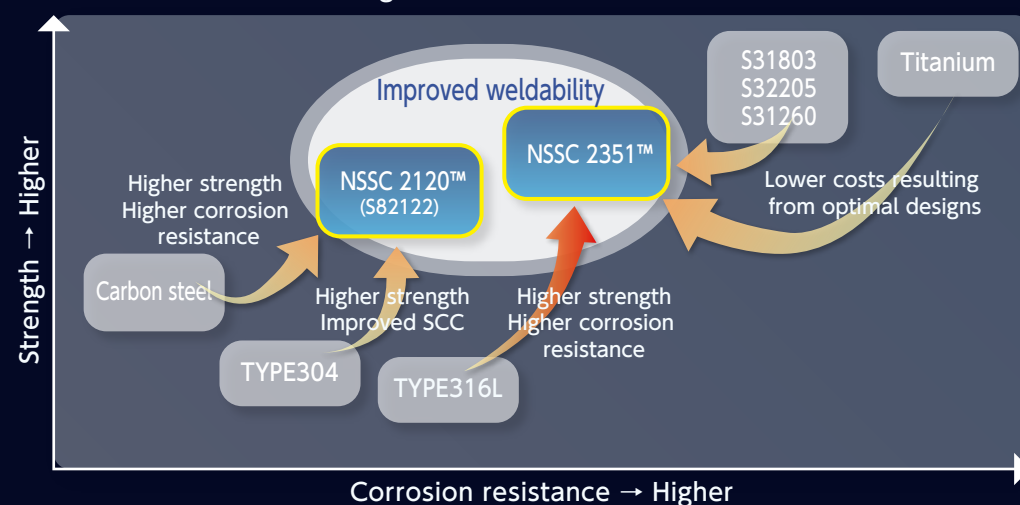 Strength → Higher
Improved weldability
S31803
S32205
S31260
Titanium
NSSC 2120™
(S82122)
NSSC 2351™
Higher strength
Higher corrosion
resistance
Lower costs resulting
from optimal designs
Carbon steel
Higher strength
Improved SCC
Higher strength
Higher corrosion
resistance
TYPE304
TYPE316L
Corrosion resistance → Higher